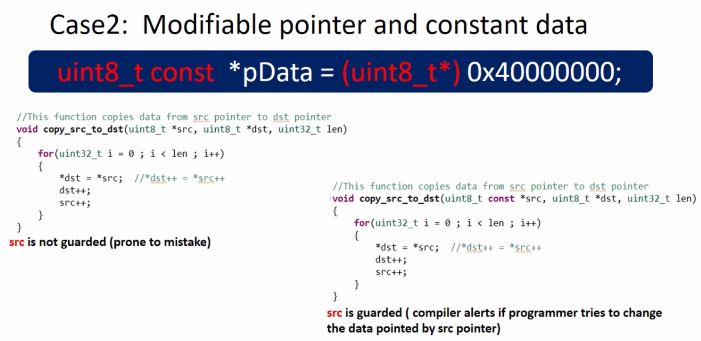 Case2: Modifiable pointer and constant data
uint8_t const *pData = (uint8_t*) 0x40000000;
//This function copies data from src pointer to dst pointer
void copy_src_to_dst(uint8_t *src, uint8_t *dst, uint32_t len)
{
for(uint32_t i = 0 ; i < len ; i++)
{
*dst = *src; //*dst++ = *src++
dst++;
src++;
}
}
src is not guarded (prone to mistake)
//This function copies data from src pointer to dst pointer
void copy_src_to_dst(uint8_t const *src, uint8_t *dst, uint32_t len)
{
for(uint32_t i = 0 ; i < len ; i++)
{
*dst = *src; //*dst++ = *src++
dst++;
src++;
}
}
src is guarded ( compiler alerts if programmer tries to change
the data pointed by src pointer)